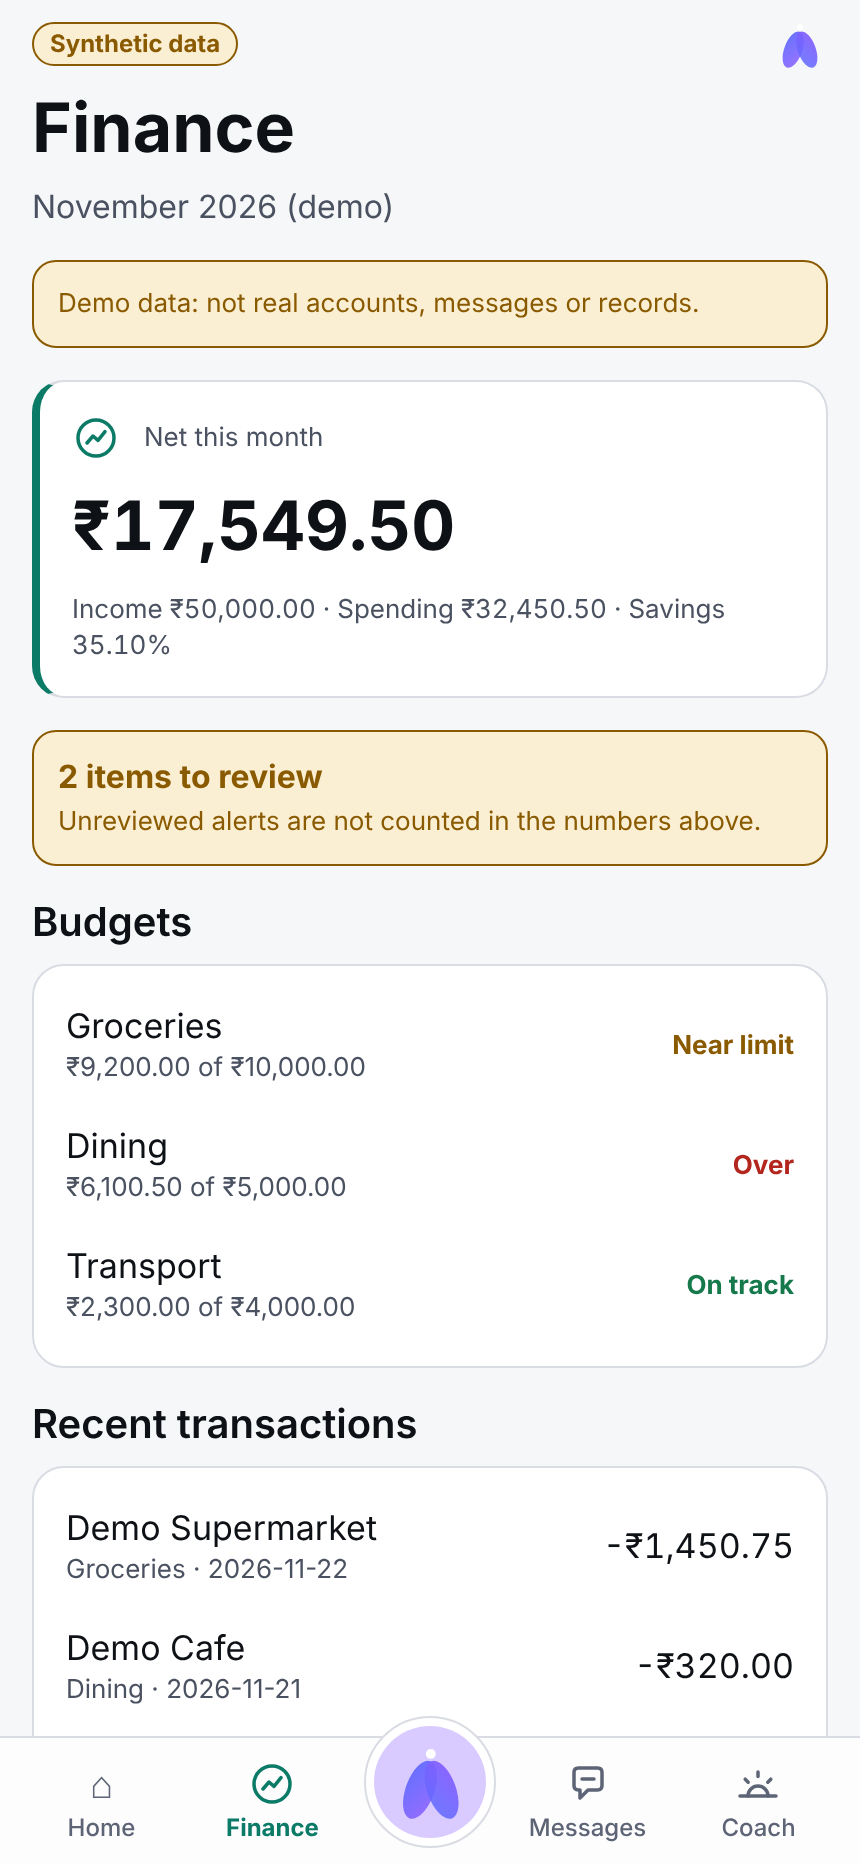 Synthetic data
Finance
November 2026 (demo)
Demo data: not real accounts, messages or records.
Net this month
₹17,549.50
Income ₹50,000.00 · Spending ₹32,450.50 · Savings
35.10%
2 items to review
Unreviewed alerts are not counted in the numbers above.
Budgets
Groceries
₹9,200.00 of ₹10,000.00
Near limit
Dining
₹6,100.50 of ₹5,000.00
Over
Transport
₹2,300.00 of ₹4,000.00
On track
Recent transactions
Demo Supermarket
Groceries · 2026-11-22
-₹1,450.75
Demo Cafe
Dining · 2026-11-21
-₹320.00
Home
Finance
Messages
Coach